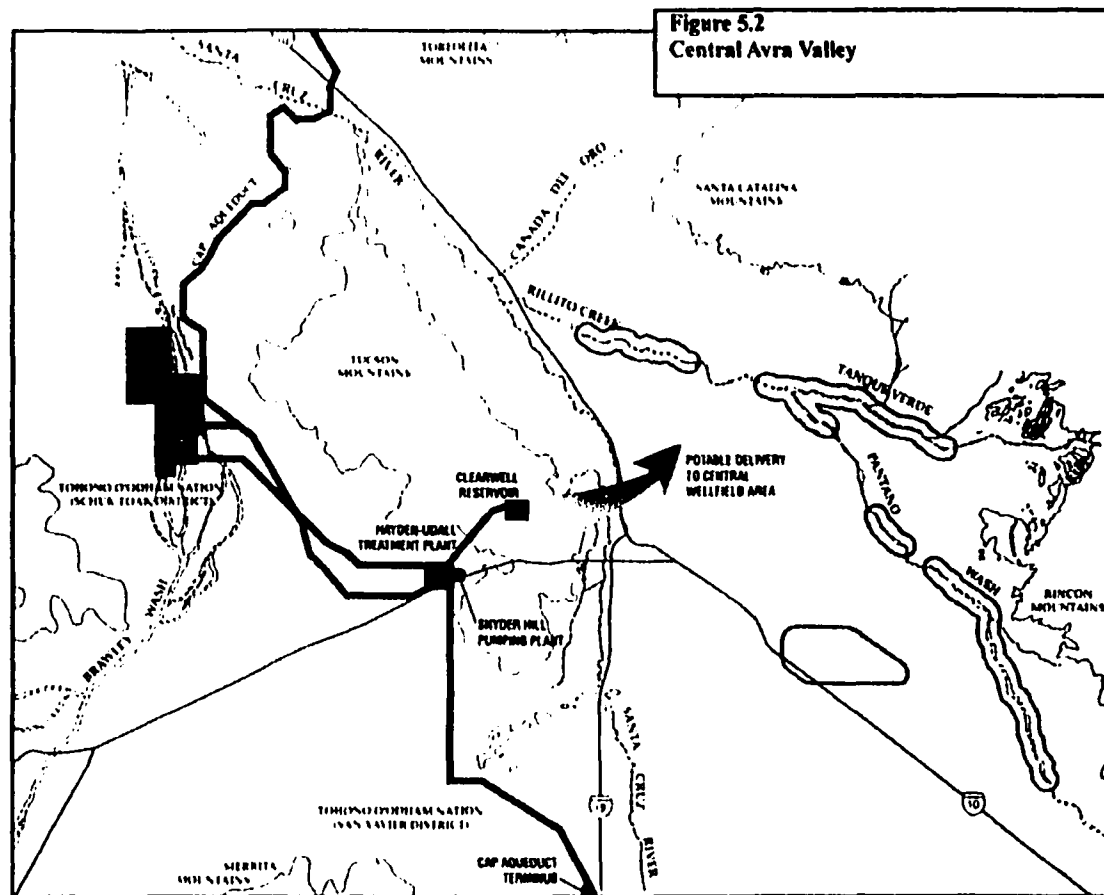 Figure 5.2
Central Avra Valley
TORTOLITA
MOUNTAINS
SANTA CRUZ RIVER
CAP AQUEDUCT
CANADA DEL ORO
SANTA CATALINA
MOUNTAINS
RILLITO CREEK
TUCSON
MOUNTAINS
TANQUE VERDE
POTABLE DELIVERY
TO CENTRAL
WELLFIELD AREA
CLEARWELL
RESERVOIR
TOHONO O'ODHAM NATION
(SCHUK TOAK DISTRICT)
HAYDEN-UDALL
TREATMENT PLANT
PANTANO WASH
RINCON
MOUNTAINS
SNYDER HILL
PUMPING PLANT
BRAWLEY WASH
SANTA CRUZ RIVER
19
10
TOHONO O'ODHAM NATION
(SAN XAVIER DISTRICT)
SIERRITA
MOUNTAINS
CAP AQUEDUCT
TERMINUS